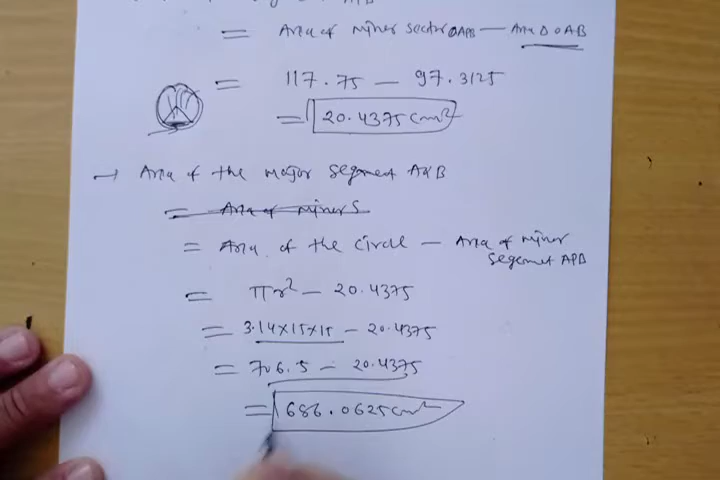 = Area of minor sector OAPB — Area Δ OAB
= 117.75 — 97.3125
= 20.4375 cm²
→ Area of the major segment AXB
= Area of minor s
= Area of the circle — Area of minor segemet APB
= πr² — 20.4375
= 3.14×15×15 — 20.4375
= 706.5 — 20.4375
= 686.0625 cm²